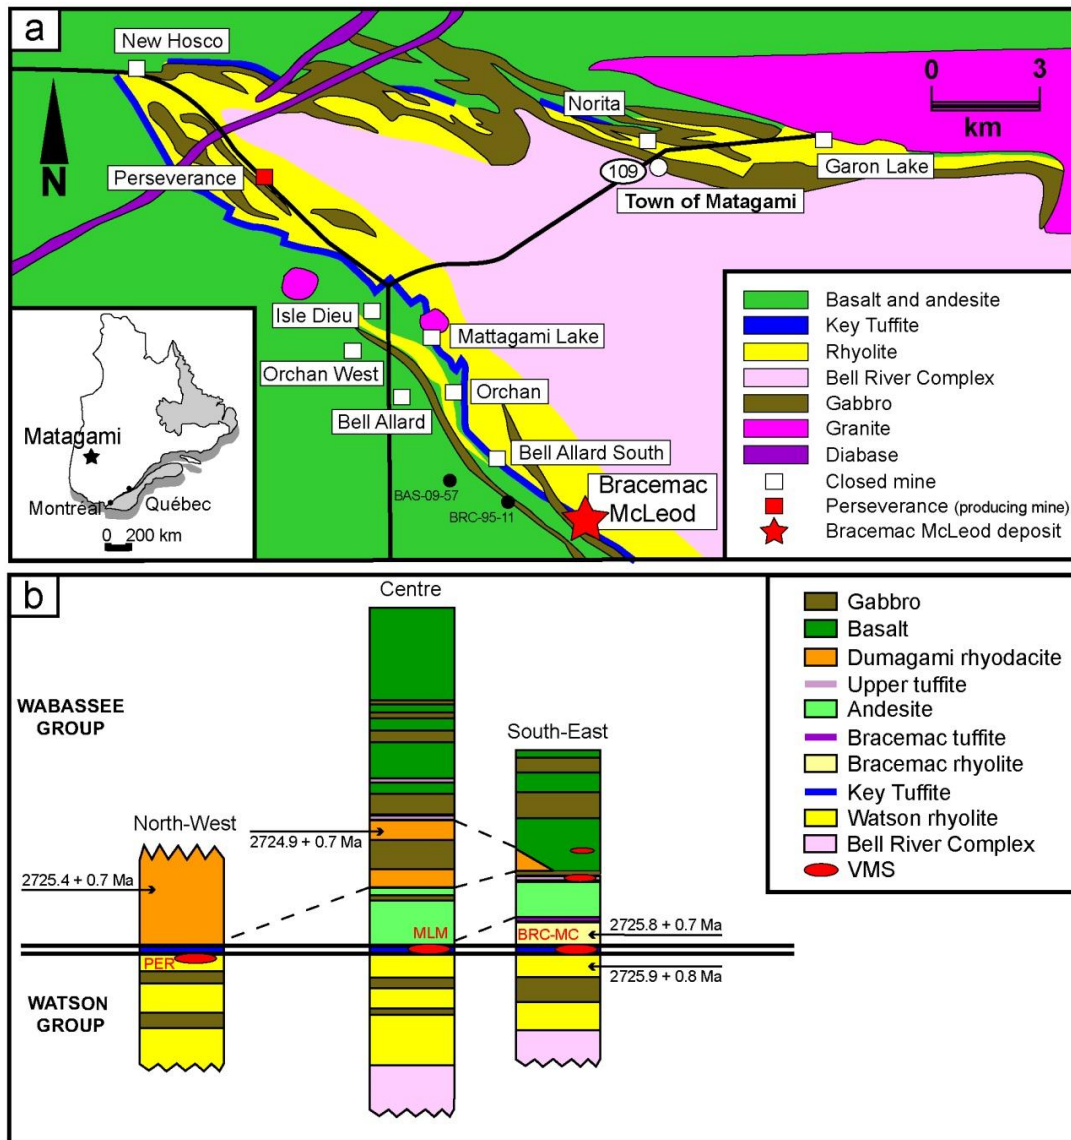 a
New Hosco
N
Perseverance
Norita
0 3
km
Garon Lake
109
Town of Matagami
Isle Dieu
Mattagami Lake
Orchan West
Orchan
Bell Allard
Bell Allard South
BAS-09-57
BRC-95-11
Bracemac
McLeod
Matagami
Montréal
Québec
0 200 km
Basalt and andesite
Key Tuffite
Rhyolite
Bell River Complex
Gabbro
Granite
Diabase
Closed mine
Perseverance (producing mine)
Bracemac McLeod deposit
b
Centre
WABASSEE
GROUP
South-East
North-West
2724.9 + 0.7 Ma
2725.4 + 0.7 Ma
MLM
BRC-MC
2725.8 + 0.7 Ma
PER
2725.9 + 0.8 Ma
WATSON
GROUP
Gabbro
Basalt
Dumagami rhyodacite
Upper tuffite
Andesite
Bracemac tuffite
Bracemac rhyolite
Key Tuffite
Watson rhyolite
Bell River Complex
VMS